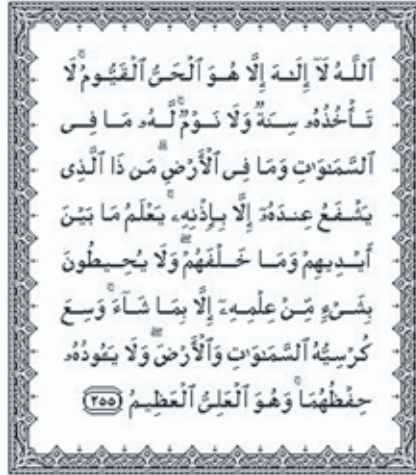 ٱللَّهُ لَآ إِلَٰهَ إِلَّا هُوَ ٱلْحَىُّ ٱلْقَيُّومُ ۚ لَا
تَأْخُذُهُۥ سِنَةٌ وَلَا نَوْمٌ ۚ لَّهُۥ مَا فِى
ٱلسَّمَٰوَٰتِ وَمَا فِى ٱلْأَرْضِ ۗ مَن ذَا ٱلَّذِى
يَشْفَعُ عِندَهُۥٓ إِلَّا بِإِذْنِهِۦ ۚ يَعْلَمُ مَا بَيْنَ
أَيْدِيهِمْ وَمَا خَلْفَهُمْ ۖ وَلَا يُحِيطُونَ
بِشَىْءٍ مِّنْ عِلْمِهِۦٓ إِلَّا بِمَا شَآءَ ۚ وَسِعَ
كُرْسِيُّهُ ٱلسَّمَٰوَٰتِ وَٱلْأَرْضَ ۖ وَلَا يَـُٔودُهُۥ
حِفْظُهُمَا ۚ وَهُوَ ٱلْعَلِىُّ ٱلْعَظِيمُ ٢٥٥